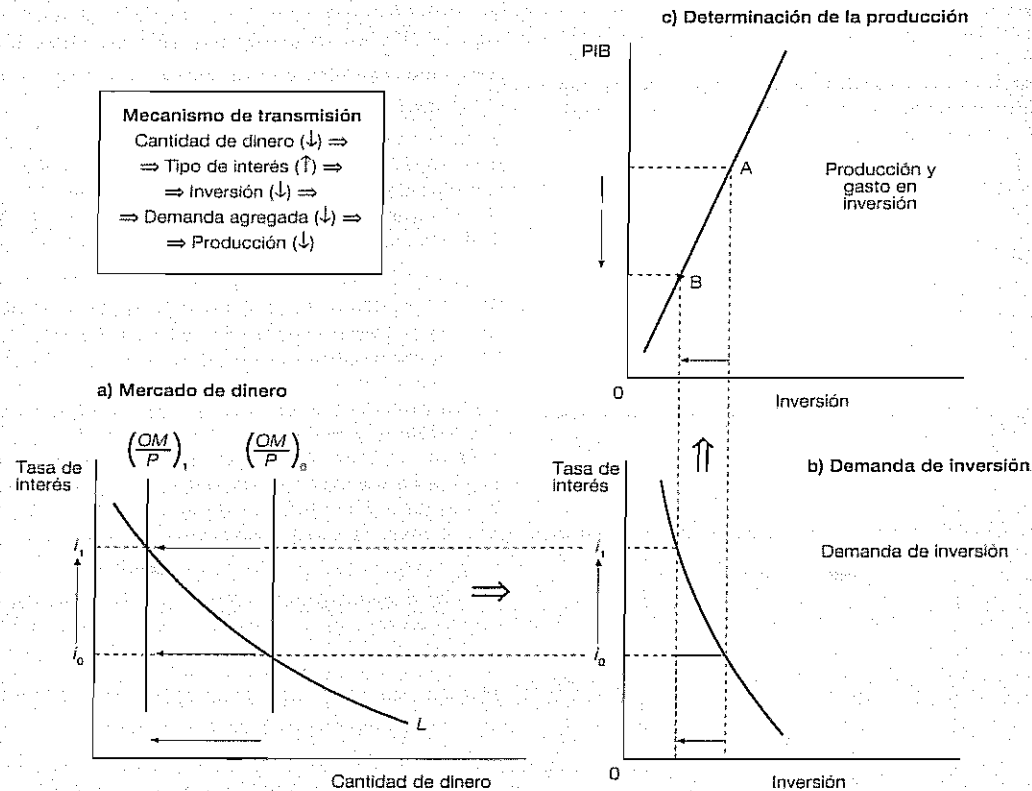 c) Determinación de la producción
PIB
Mecanismo de transmisión
Cantidad de dinero (↓) ⇒
⇒ Tipo de interés (↑) ⇒
⇒ Inversión (↓) ⇒
⇒ Demanda agregada (↓) ⇒
⇒ Producción (↓)
A
Producción y
gasto en
inversión
B
0
Inversión
a) Mercado de dinero
(OM/P)₁
(OM/P)₀
Tasa de
interés
i₁
i₀
L
Cantidad de dinero
⇒
⇑
b) Demanda de inversión
Tasa de
interés
Demanda de inversión
i₁
i₀
0
Inversión